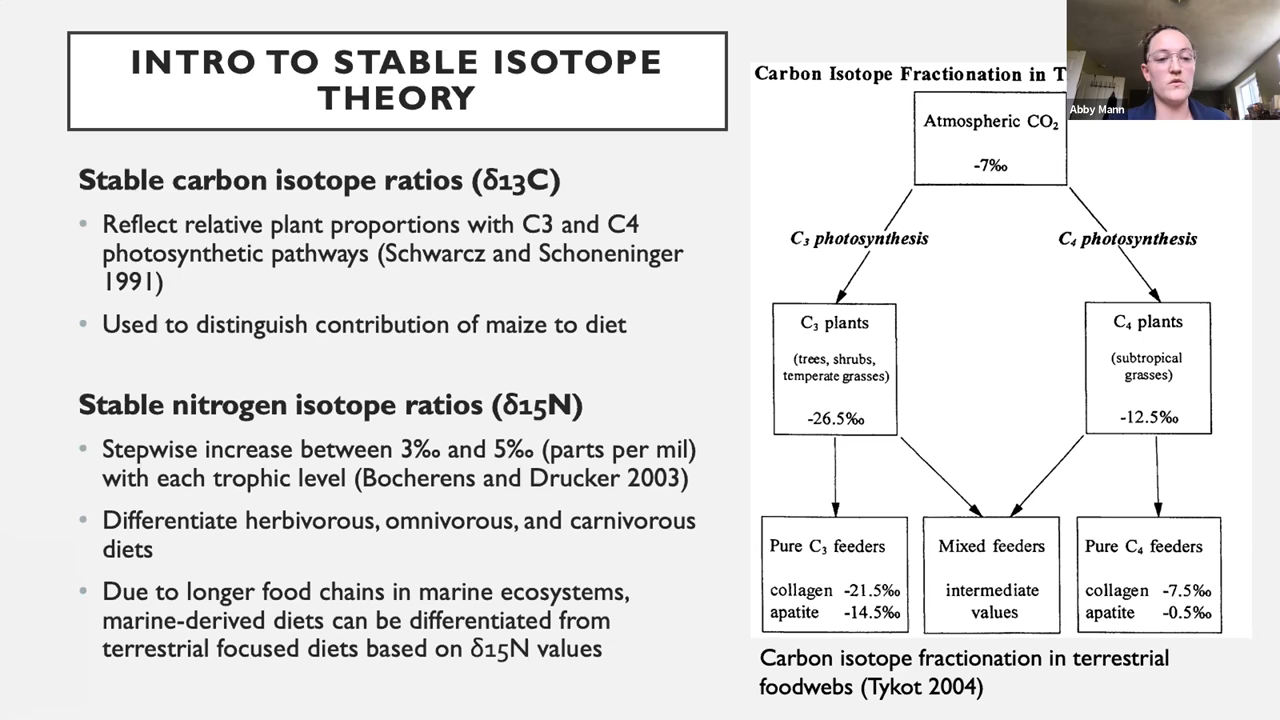 INTRO TO STABLE ISOTOPE
THEORY
Stable carbon isotope ratios (δ13C)
• Reflect relative plant proportions with C3 and C4
photosynthetic pathways (Schwarcz and Schoneninger
1991)
• Used to distinguish contribution of maize to diet
Stable nitrogen isotope ratios (δ15N)
• Stepwise increase between 3‰ and 5‰ (parts per mil)
with each trophic level (Bocherens and Drucker 2003)
• Differentiate herbivorous, omnivorous, and carnivorous
diets
• Due to longer food chains in marine ecosystems,
marine-derived diets can be differentiated from
terrestrial focused diets based on δ15N values
Carbon Isotope Fractionation in T
Abby Mann
Atmospheric CO₂
-7‰
C₃ photosynthesis
C₄ photosynthesis
C₃ plants
(trees, shrubs,
temperate grasses)
-26.5‰
C₄ plants
(subtropical
grasses)
-12.5‰
Pure C₃ feeders
collagen -21.5‰
apatite -14.5‰
Mixed feeders
intermediate
values
Pure C₄ feeders
collagen -7.5‰
apatite -0.5‰
Carbon isotope fractionation in terrestrial
foodwebs (Tykot 2004)